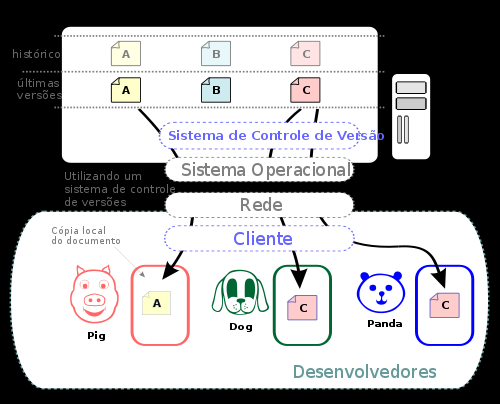 histórico
A
B
C
últimas
versões
A
B
C
Sistema de Controle de Versão
Sistema Operacional
Utilizando um
sistema de controle
de versões
Rede
Cópia local
do documento
Cliente
A
C
C
Pig
Dog
Panda
Desenvolvedores